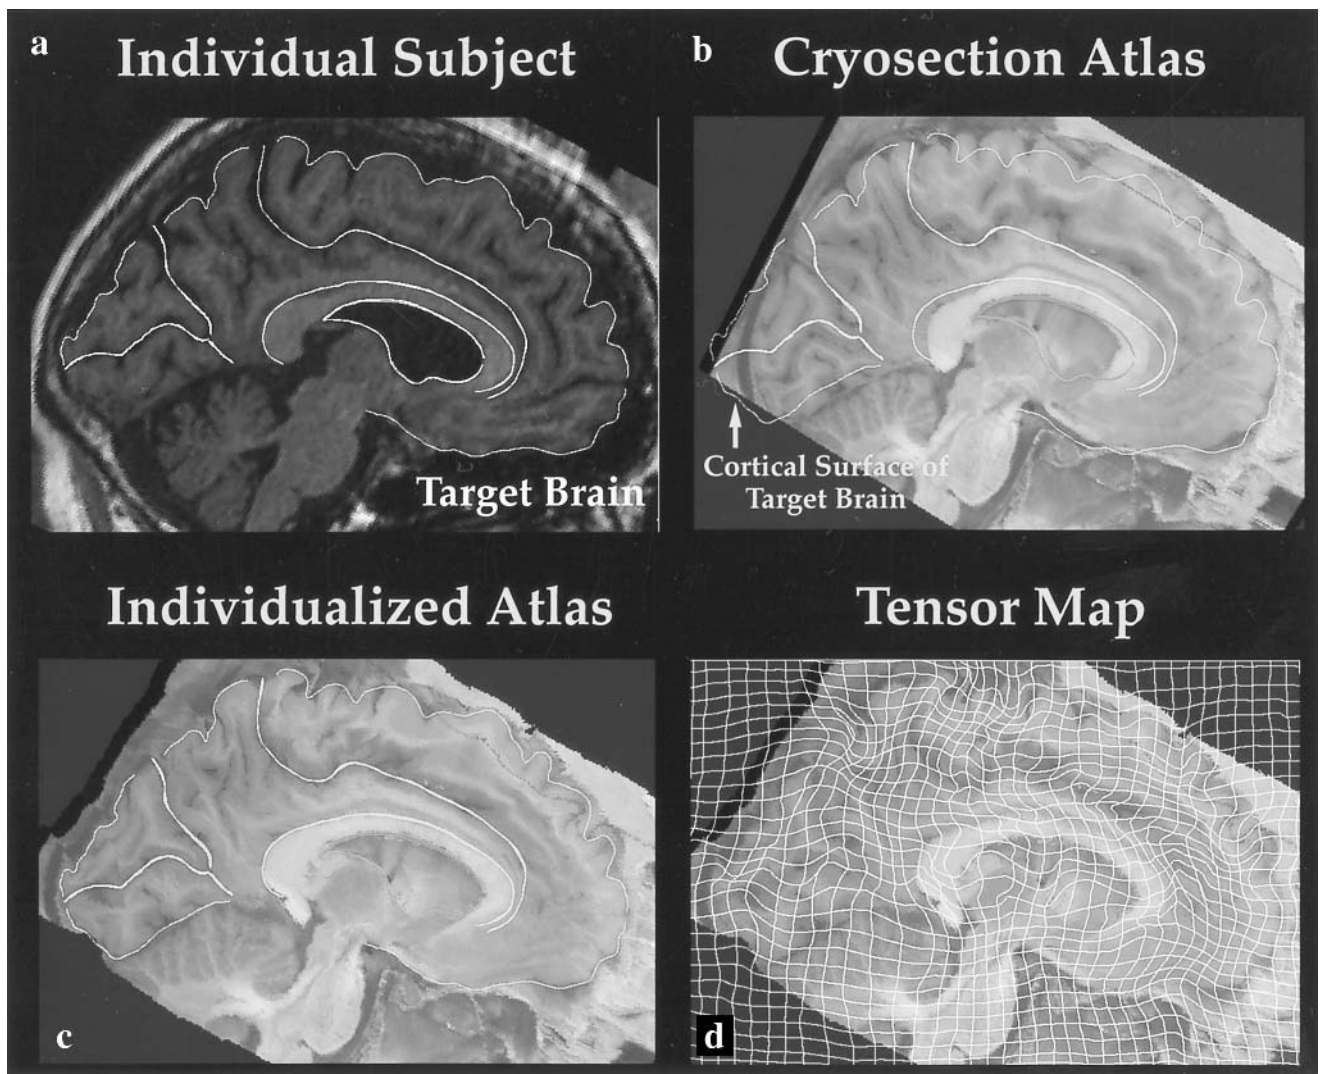 a
Individual Subject
b
Cryosection Atlas
Target Brain
Cortical Surface of
Target Brain
Individualized Atlas
Tensor Map
c
d